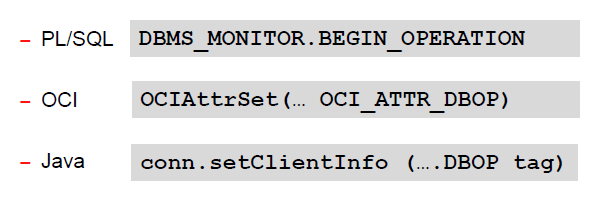 – PL/SQL DBMS_MONITOR.BEGIN_OPERATION
– OCI OCIAttrSet(… OCI_ATTR_DBOP)
– Java conn.setClientInfo (….DBOP tag)